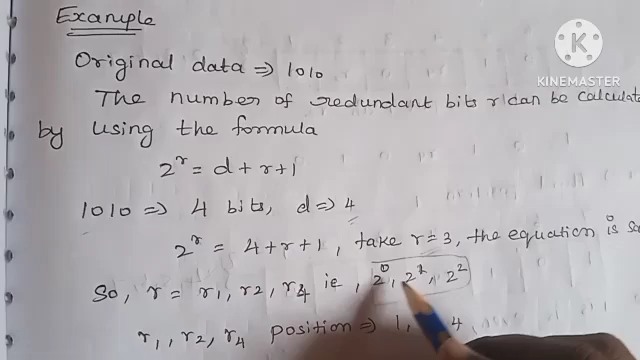 Example
Original data ⇒ 1010
The number of redundant bits r can be calculat
by using the formula
2^r = d + r + 1
1010 ⇒ 4 bits, d ⇒ 4
2^r = 4 + r + 1, take r = 3, the equation is
So, r = r1, r2, r4 ie, 2^0, 2^1, 2^2
r1, r2, r4 position ⇒ 1, 4
KINEMASTER